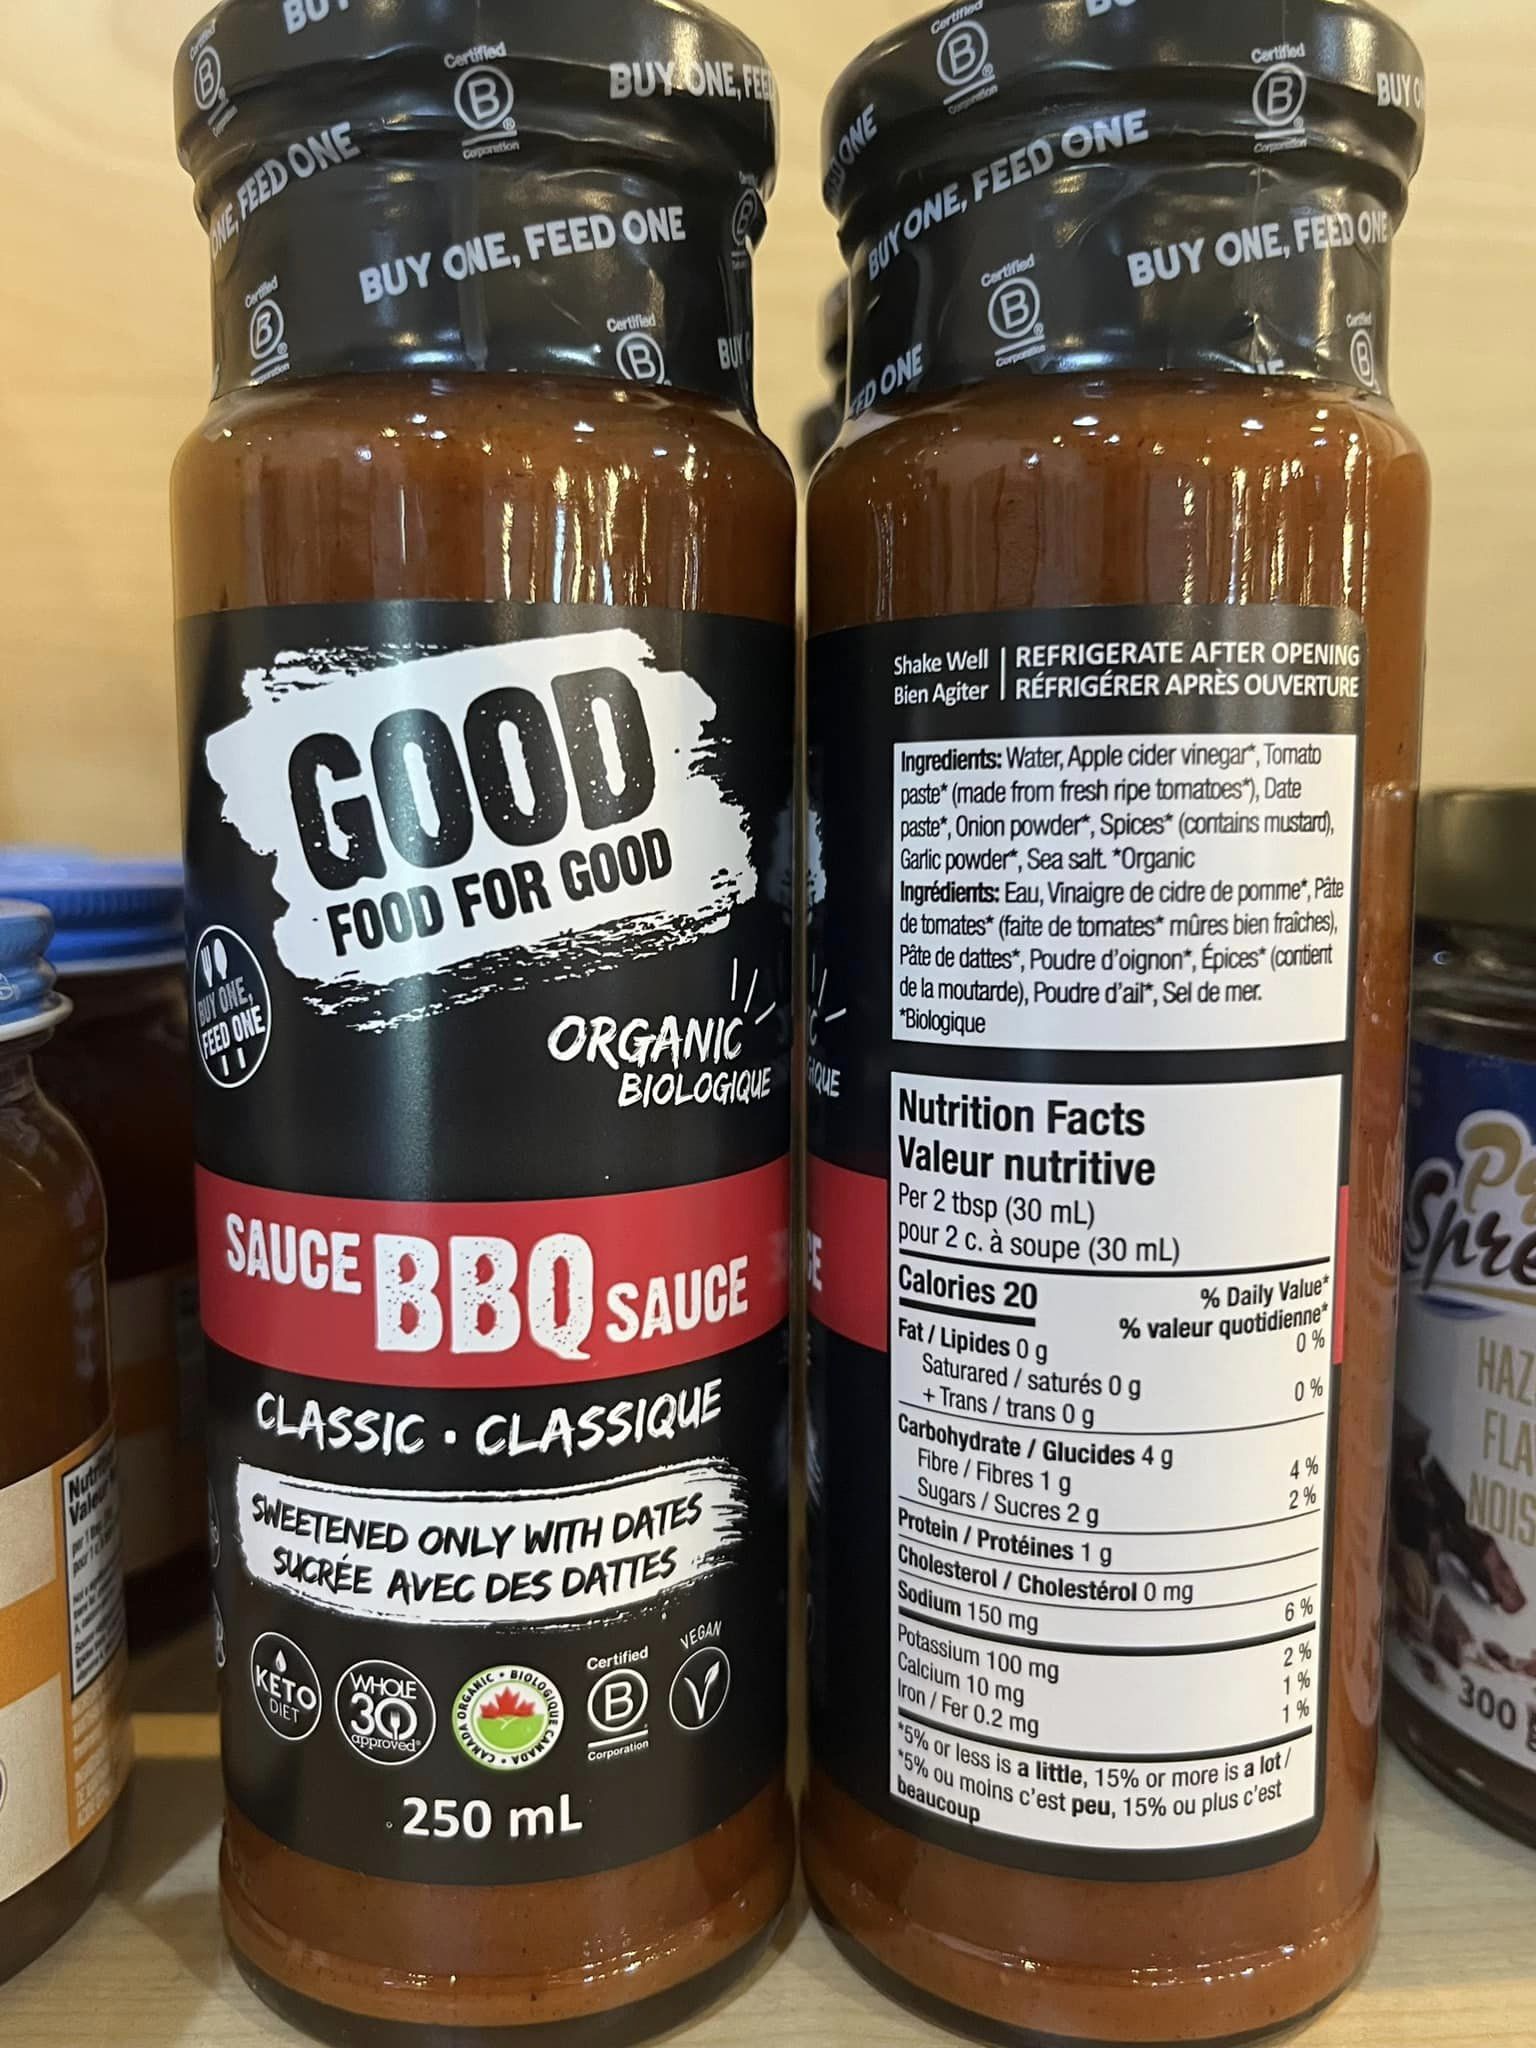 BUY ONE, FEED ONE
Certified
B
Corporation
BUY ONE, FEED ONE
GOOD
FOOD FOR GOOD
BUY ONE,
FEED ONE
ORGANIC
BIOLOGIQUE
SAUCE BBQ SAUCE
CLASSIC • CLASSIQUE
SWEETENED ONLY WITH DATES
SUCRÉE AVEC DES DATTES
KETO
DIET
WHOLE
30
approved
CANADA ORGANIC • BIOLOGIQUE CANADA
Certified
B
Corporation
VEGAN
250 mL
Certified
B
Corporation
BUY ONE, FEED ONE
BUY ONE, FEED ONE
Shake Well | REFRIGERATE AFTER OPENING
Bien Agiter | RÉFRIGÉRER APRÈS OUVERTURE
Ingredients: Water, Apple cider vinegar*, Tomato
paste* (made from fresh ripe tomatoes*), Date
paste*, Onion powder*, Spices* (contains mustard),
Garlic powder*, Sea salt. *Organic
Ingrédients: Eau, Vinaigre de cidre de pomme*, Pâte
de tomates* (faite de tomates* mûres bien fraîches),
Pâte de dattes*, Poudre d'oignon*, Épices* (contient
de la moutarde), Poudre d'ail*, Sel de mer.
*Biologique
Nutrition Facts
Valeur nutritive
Per 2 tbsp (30 mL)
pour 2 c. à soupe (30 mL)
Calories 20
% Daily Value*
% valeur quotidienne*
Fat / Lipides 0 g 0 %
Saturared / saturés 0 g
+ Trans / trans 0 g 0 %
Carbohydrate / Glucides 4 g
Fibre / Fibres 1 g 4 %
Sugars / Sucres 2 g 2 %
Protein / Protéines 1 g
Cholesterol / Cholestérol 0 mg
Sodium 150 mg 6 %
Potassium 100 mg 2 %
Calcium 10 mg 1 %
Iron / Fer 0.2 mg 1 %
*5% or less is a little, 15% or more is a lot /
*5% ou moins c'est peu, 15% ou plus c'est
beaucoup
300